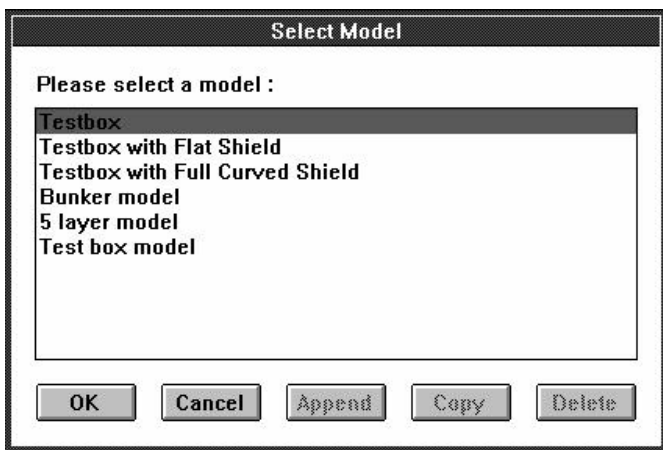 Select Model
Please select a model :
Testbox
Testbox with Flat Shield
Testbox with Full Curved Shield
Bunker model
5 layer model
Test box model
OK Cancel Append Copy Delete